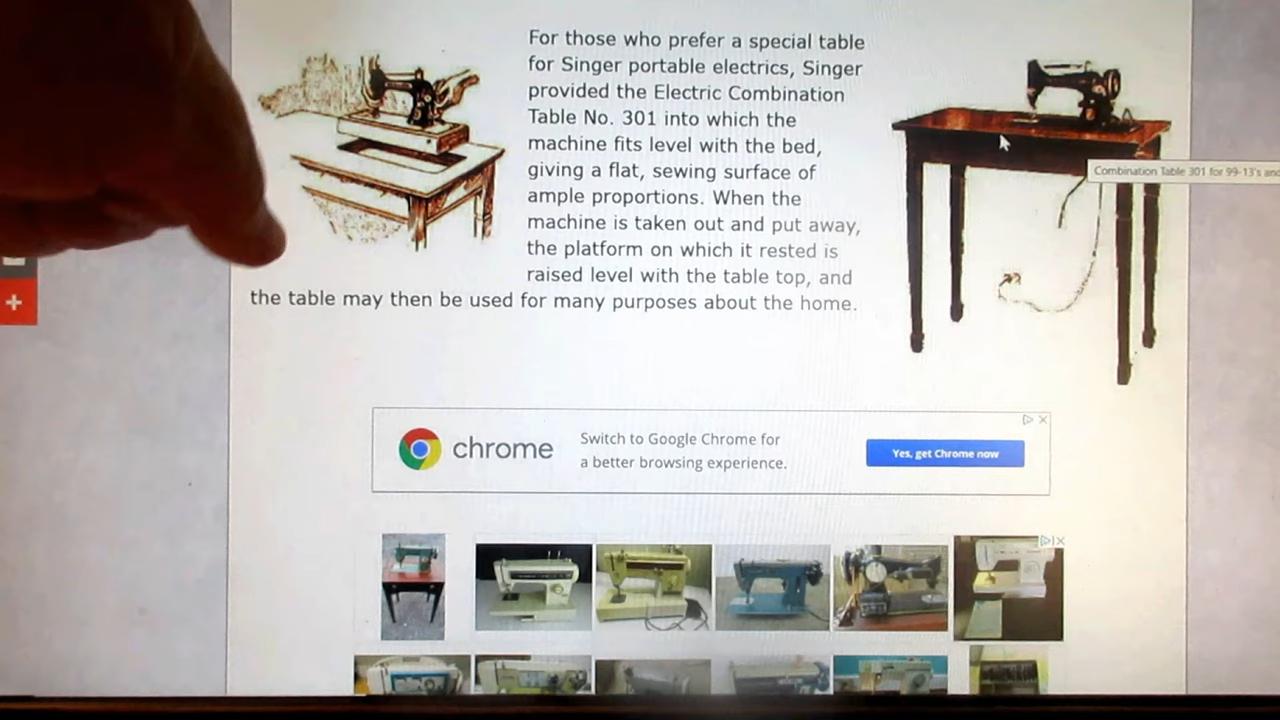 For those who prefer a special table
for Singer portable electrics, Singer
provided the Electric Combination
Table No. 301 into which the
machine fits level with the bed,
giving a flat, sewing surface of
ample proportions. When the
machine is taken out and put away,
the platform on which it rested is
raised level with the table top, and
the table may then be used for many purposes about the home.
Combination Table 301 for 99-13's and
chrome
Switch to Google Chrome for
a better browsing experience.
Yes, get Chrome now